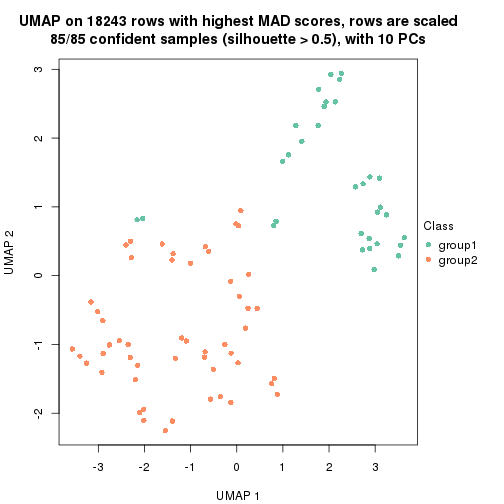 UMAP on 18243 rows with highest MAD scores, rows are scaled
85/85 confident samples (silhouette > 0.5), with 10 PCs
3
2
1
0
-1
-2
UMAP 2
-3
-2
-1
0
1
2
3
UMAP 1
Class
group1
group2